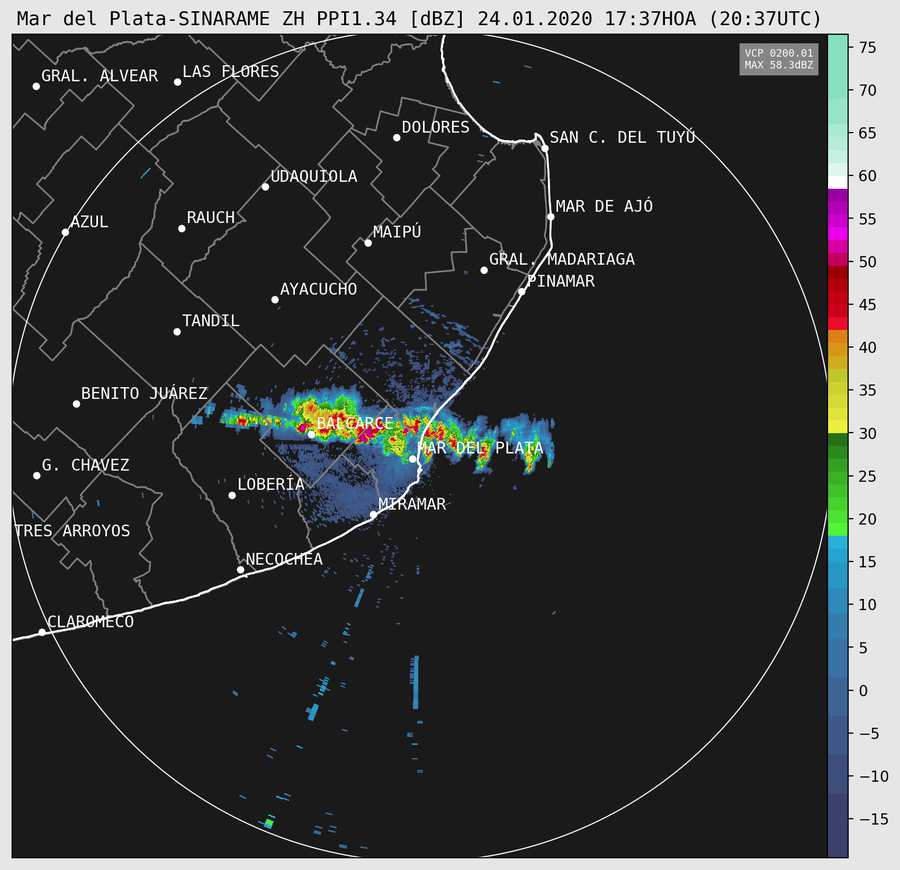 Mar del Plata-SINARAME ZH PPI1.34 [dBZ] 24.01.2020 17:37HOA (20:37UTC)
VCP 0200.01
MAX 58.3dBZ
GRAL. ALVEAR
LAS FLORES
DOLORES
SAN C. DEL TUYÚ
UDAQUIOLA
MAR DE AJÓ
AZUL
RAUCH
MAIPÚ
GRAL. MADARIAGA
PINAMAR
AYACUCHO
TANDIL
BENITO JUÁREZ
BALCARCE
MAR DEL PLATA
G. CHAVEZ
LOBERÍA
MIRAMAR
TRES ARROYOS
NECOCHEA
CLAROMECO
75
70
65
60
55
50
45
40
35
30
25
20
15
10
5
0
−5
−10
−15